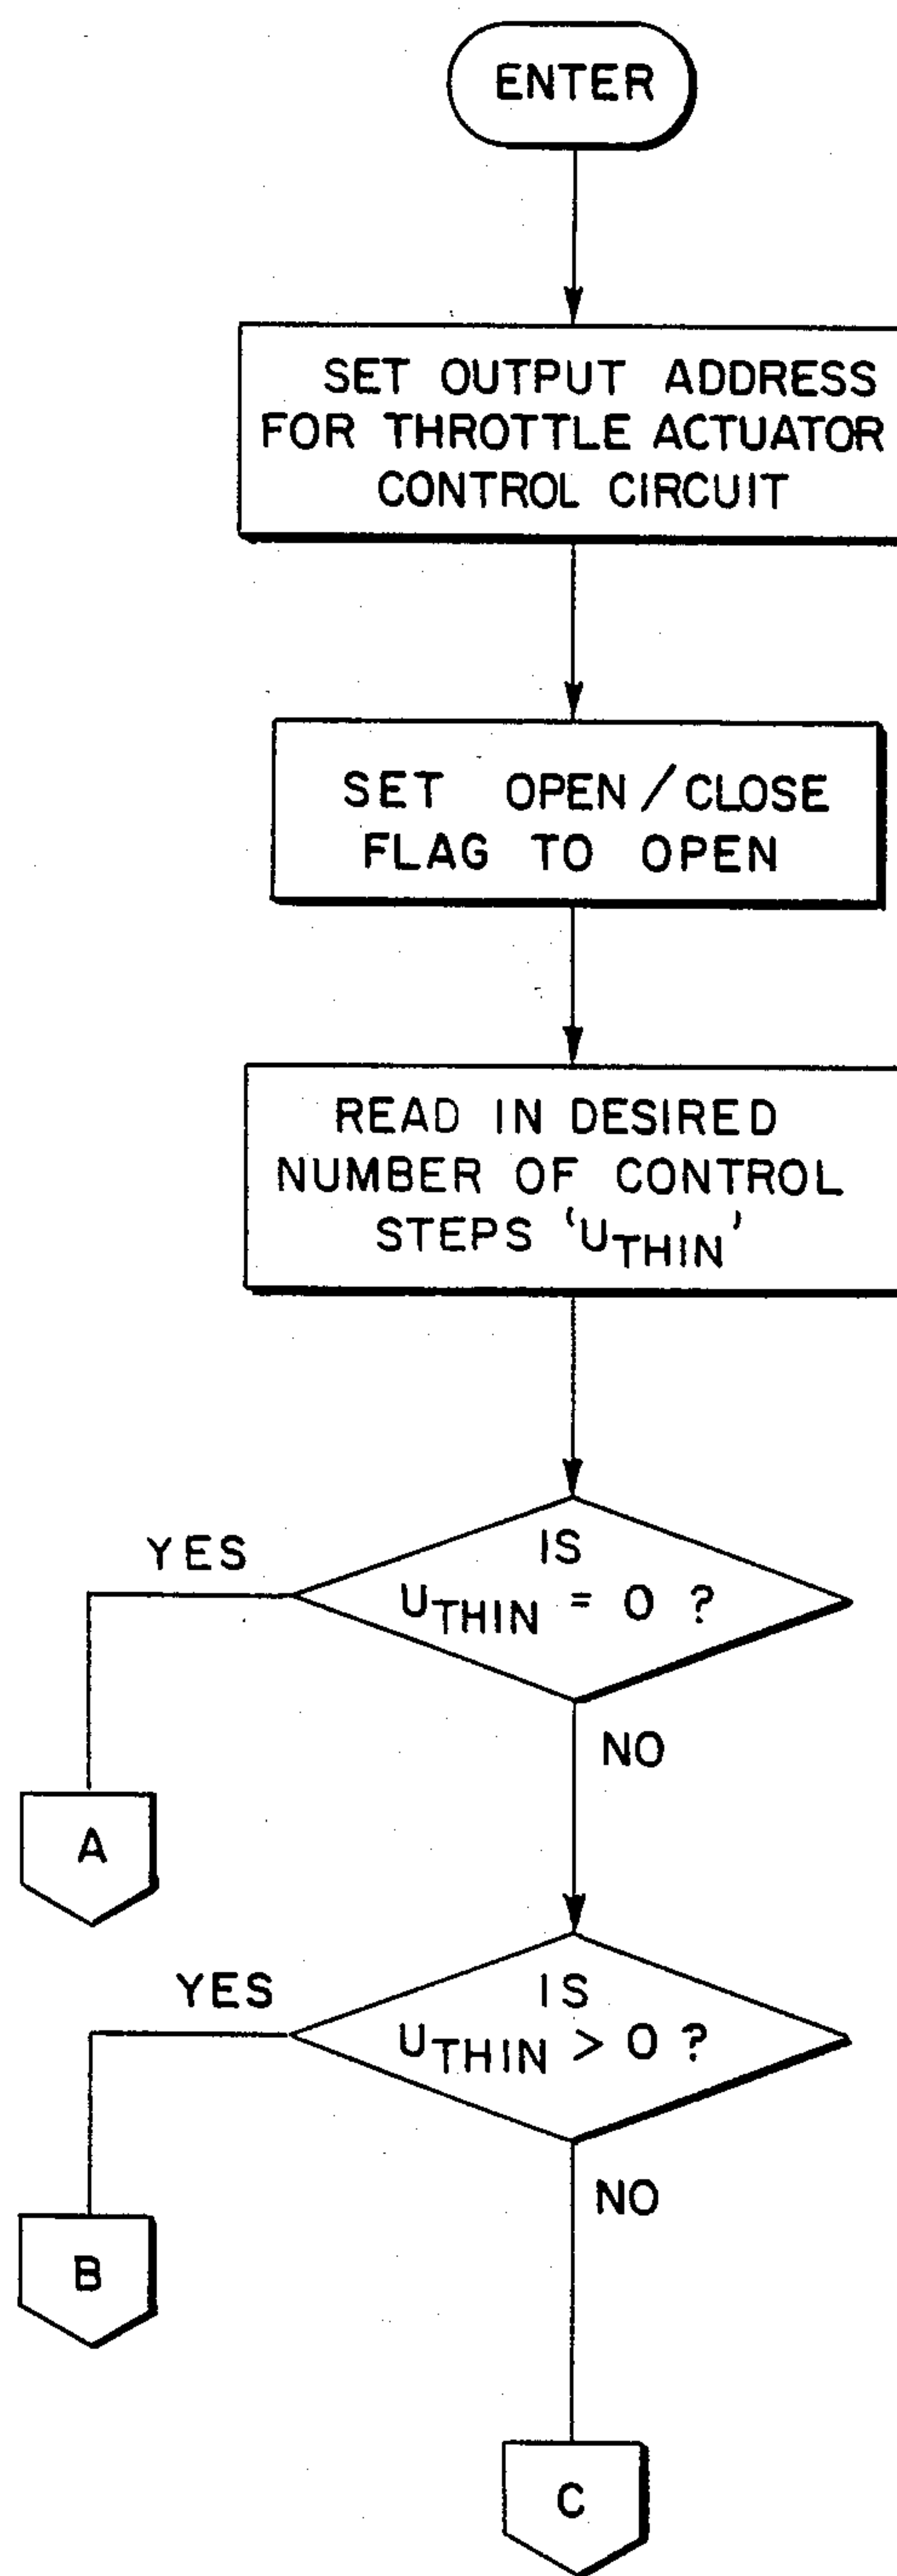 ENTER
SET OUTPUT ADDRESS
FOR THROTTLE ACTUATOR
CONTROL CIRCUIT
SET OPEN/CLOSE
FLAG TO OPEN
READ IN DESIRED
NUMBER OF CONTROL
STEPS 'UTHIN'
YES
IS
UTHIN = 0 ?
NO
A
YES
IS
UTHIN > 0 ?
NO
B
C